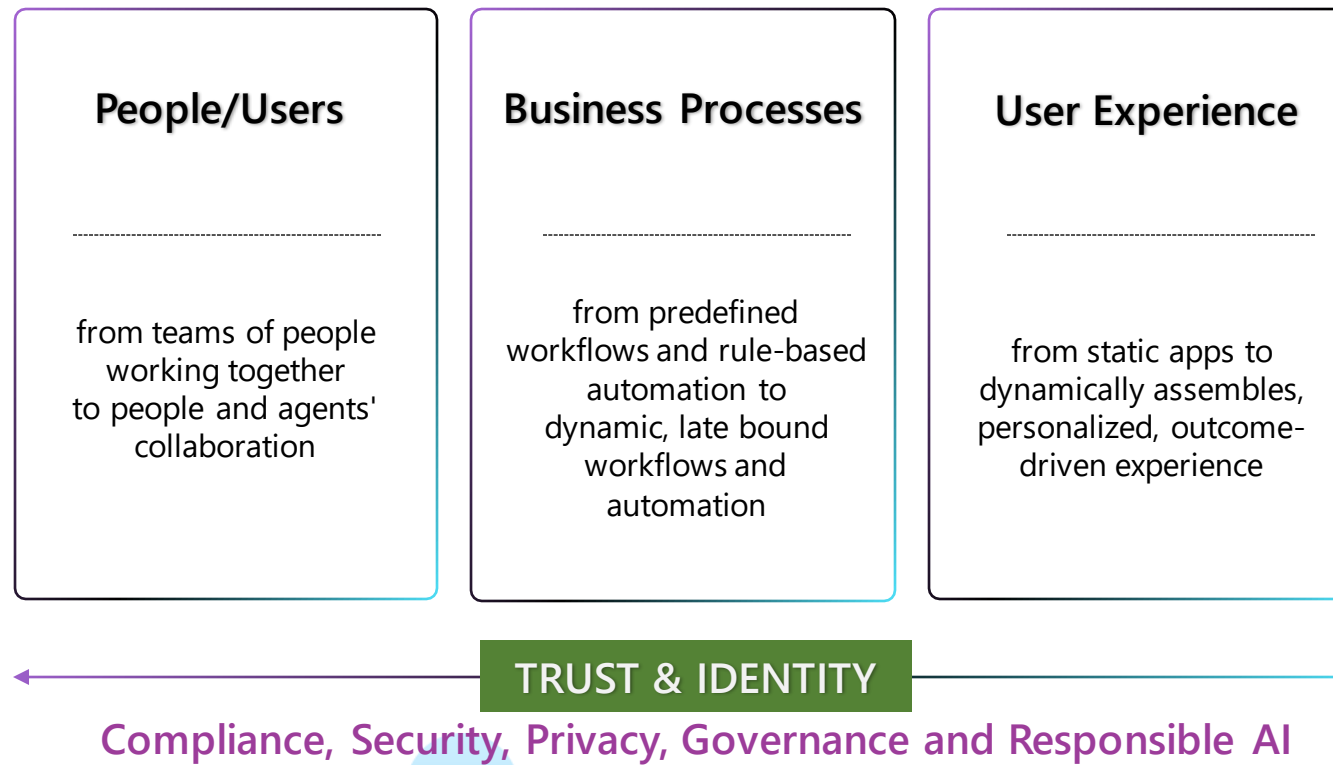 People/Users
from teams of people
working together
to people and agents'
collaboration
Business Processes
from predefined
workflows and rule-based
automation to
dynamic, late bound
workflows and
automation
User Experience
from static apps to
dynamically assembles,
personalized, outcome-
driven experience
TRUST & IDENTITY
Compliance, Security, Privacy, Governance and Responsible AI